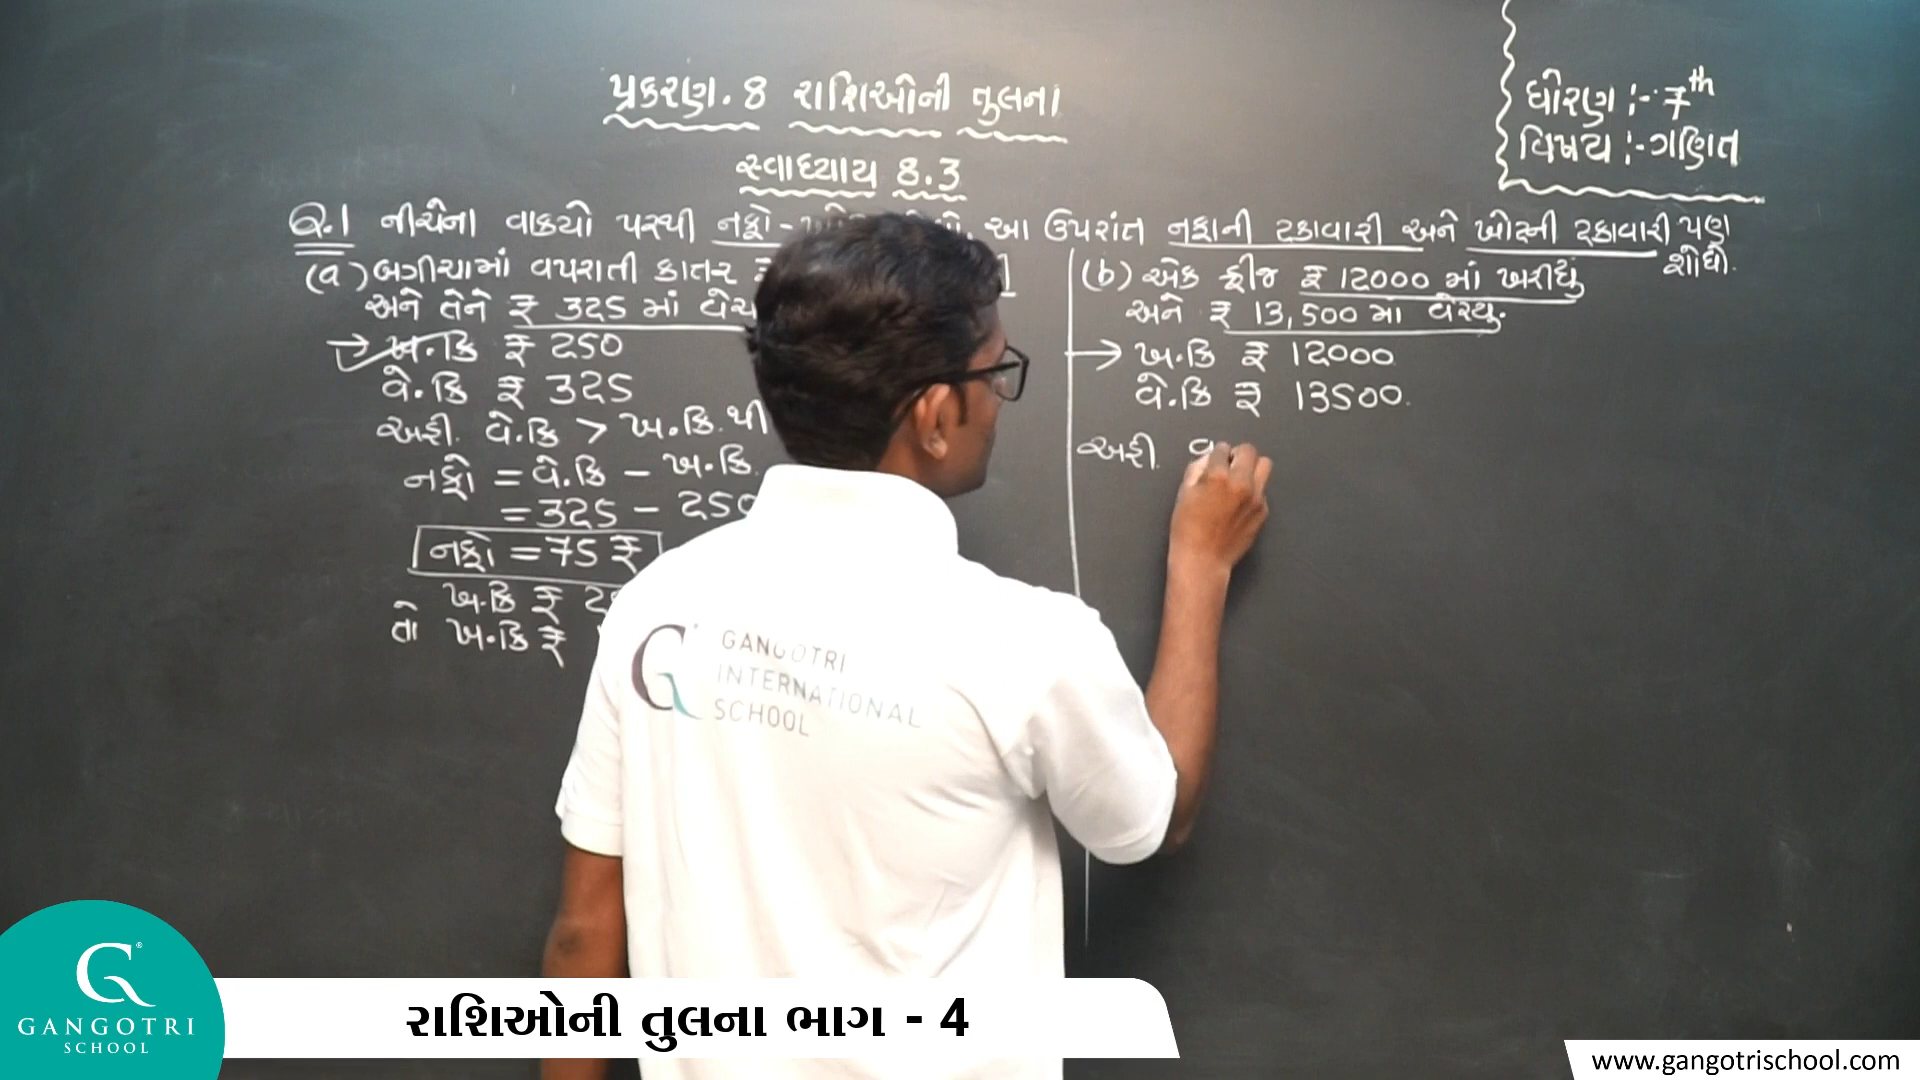 પ્રકરણ. 8 રાશિઓની તુલના
ધોરણ :- 7th
વિષય :- ગણિત
સ્વાધ્યાય 8.3
Q.1 નીચેના વાક્યો પરથી નફો - આ ઉપરાંત નફાની ટકાવારી અને ખોટની ટકાવારી પણ શોધો.
(a) બગીચામાં વપરાતી કાતર
અને તેને ₹ 325 માં
→ ખ.કિ ₹ 250
વે.કિ ₹ 325
અહી. વે.કિ > ખ.કિ.થી
નફો = વે.કિ - ખ.કિ.
= 325 - 250
નફો = 75 ₹
ખ.કિ ₹
તો ખ.કિ ₹
(b) એક ફ્રીજ ₹ 12000 માં ખરીધુ
અને ₹ 13,500 માં વેચ્યુ.
→ ખ.કિ ₹ 12000
વે.કિ ₹ 13500.
અહી.
GANGOTRI
INTERNATIONAL
SCHOOL
GANGOTRI
SCHOOL
રાશિઓની તુલના ભાગ - 4
www.gangotrischool.com